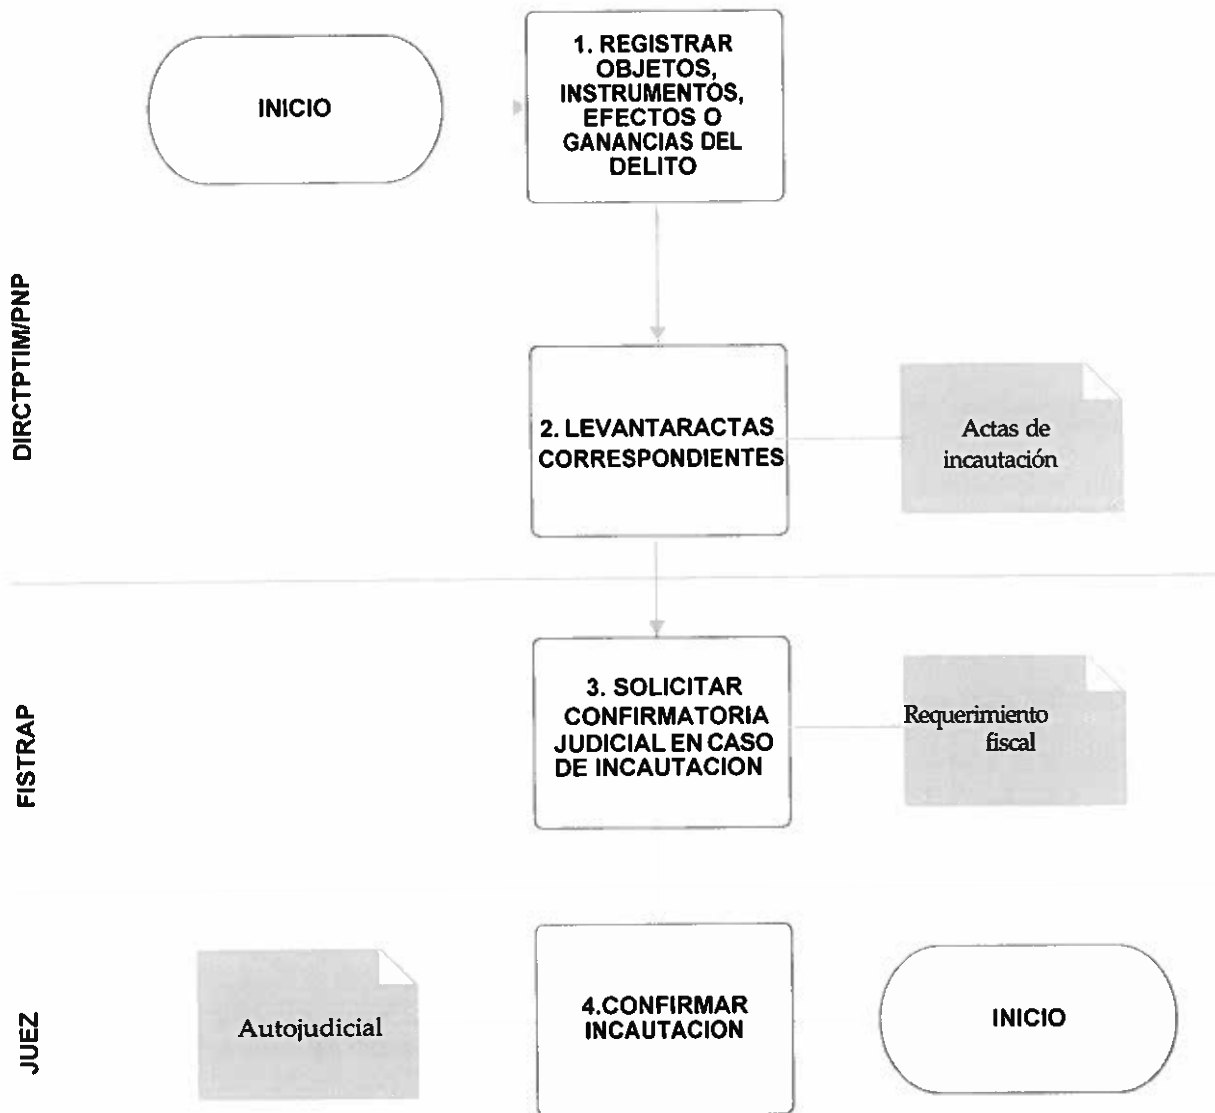 INICIO
1. REGISTRAR
OBJETOS,
INSTRUMENTOS,
EFECTOS O
GANANCIAS DEL
DELITO
DIRCTPTIM/PNP
2. LEVANTARACTAS
CORRESPONDIENTES
Actas de
incautación
FISTRAP
3. SOLICITAR
CONFIRMATORIA
JUDICIAL EN CASO
DE INCAUTACION
Requerimiento
fiscal
JUEZ
Autojudicial
4.CONFIRMAR
INCAUTACION
INICIO